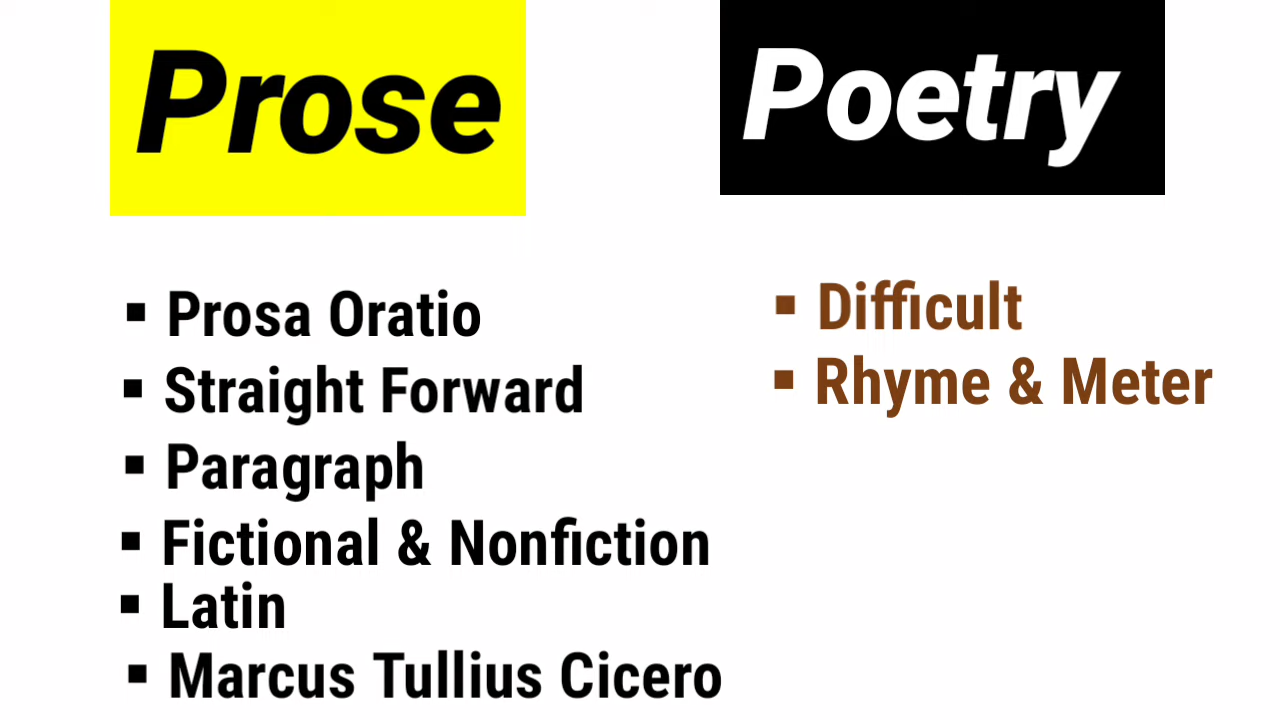 Prose
▪ Prosa Oratio
▪ Straight Forward
▪ Paragraph
▪ Fictional & Nonfiction
▪ Latin
▪ Marcus Tullius Cicero
Poetry
▪ Difficult
▪ Rhyme & Meter